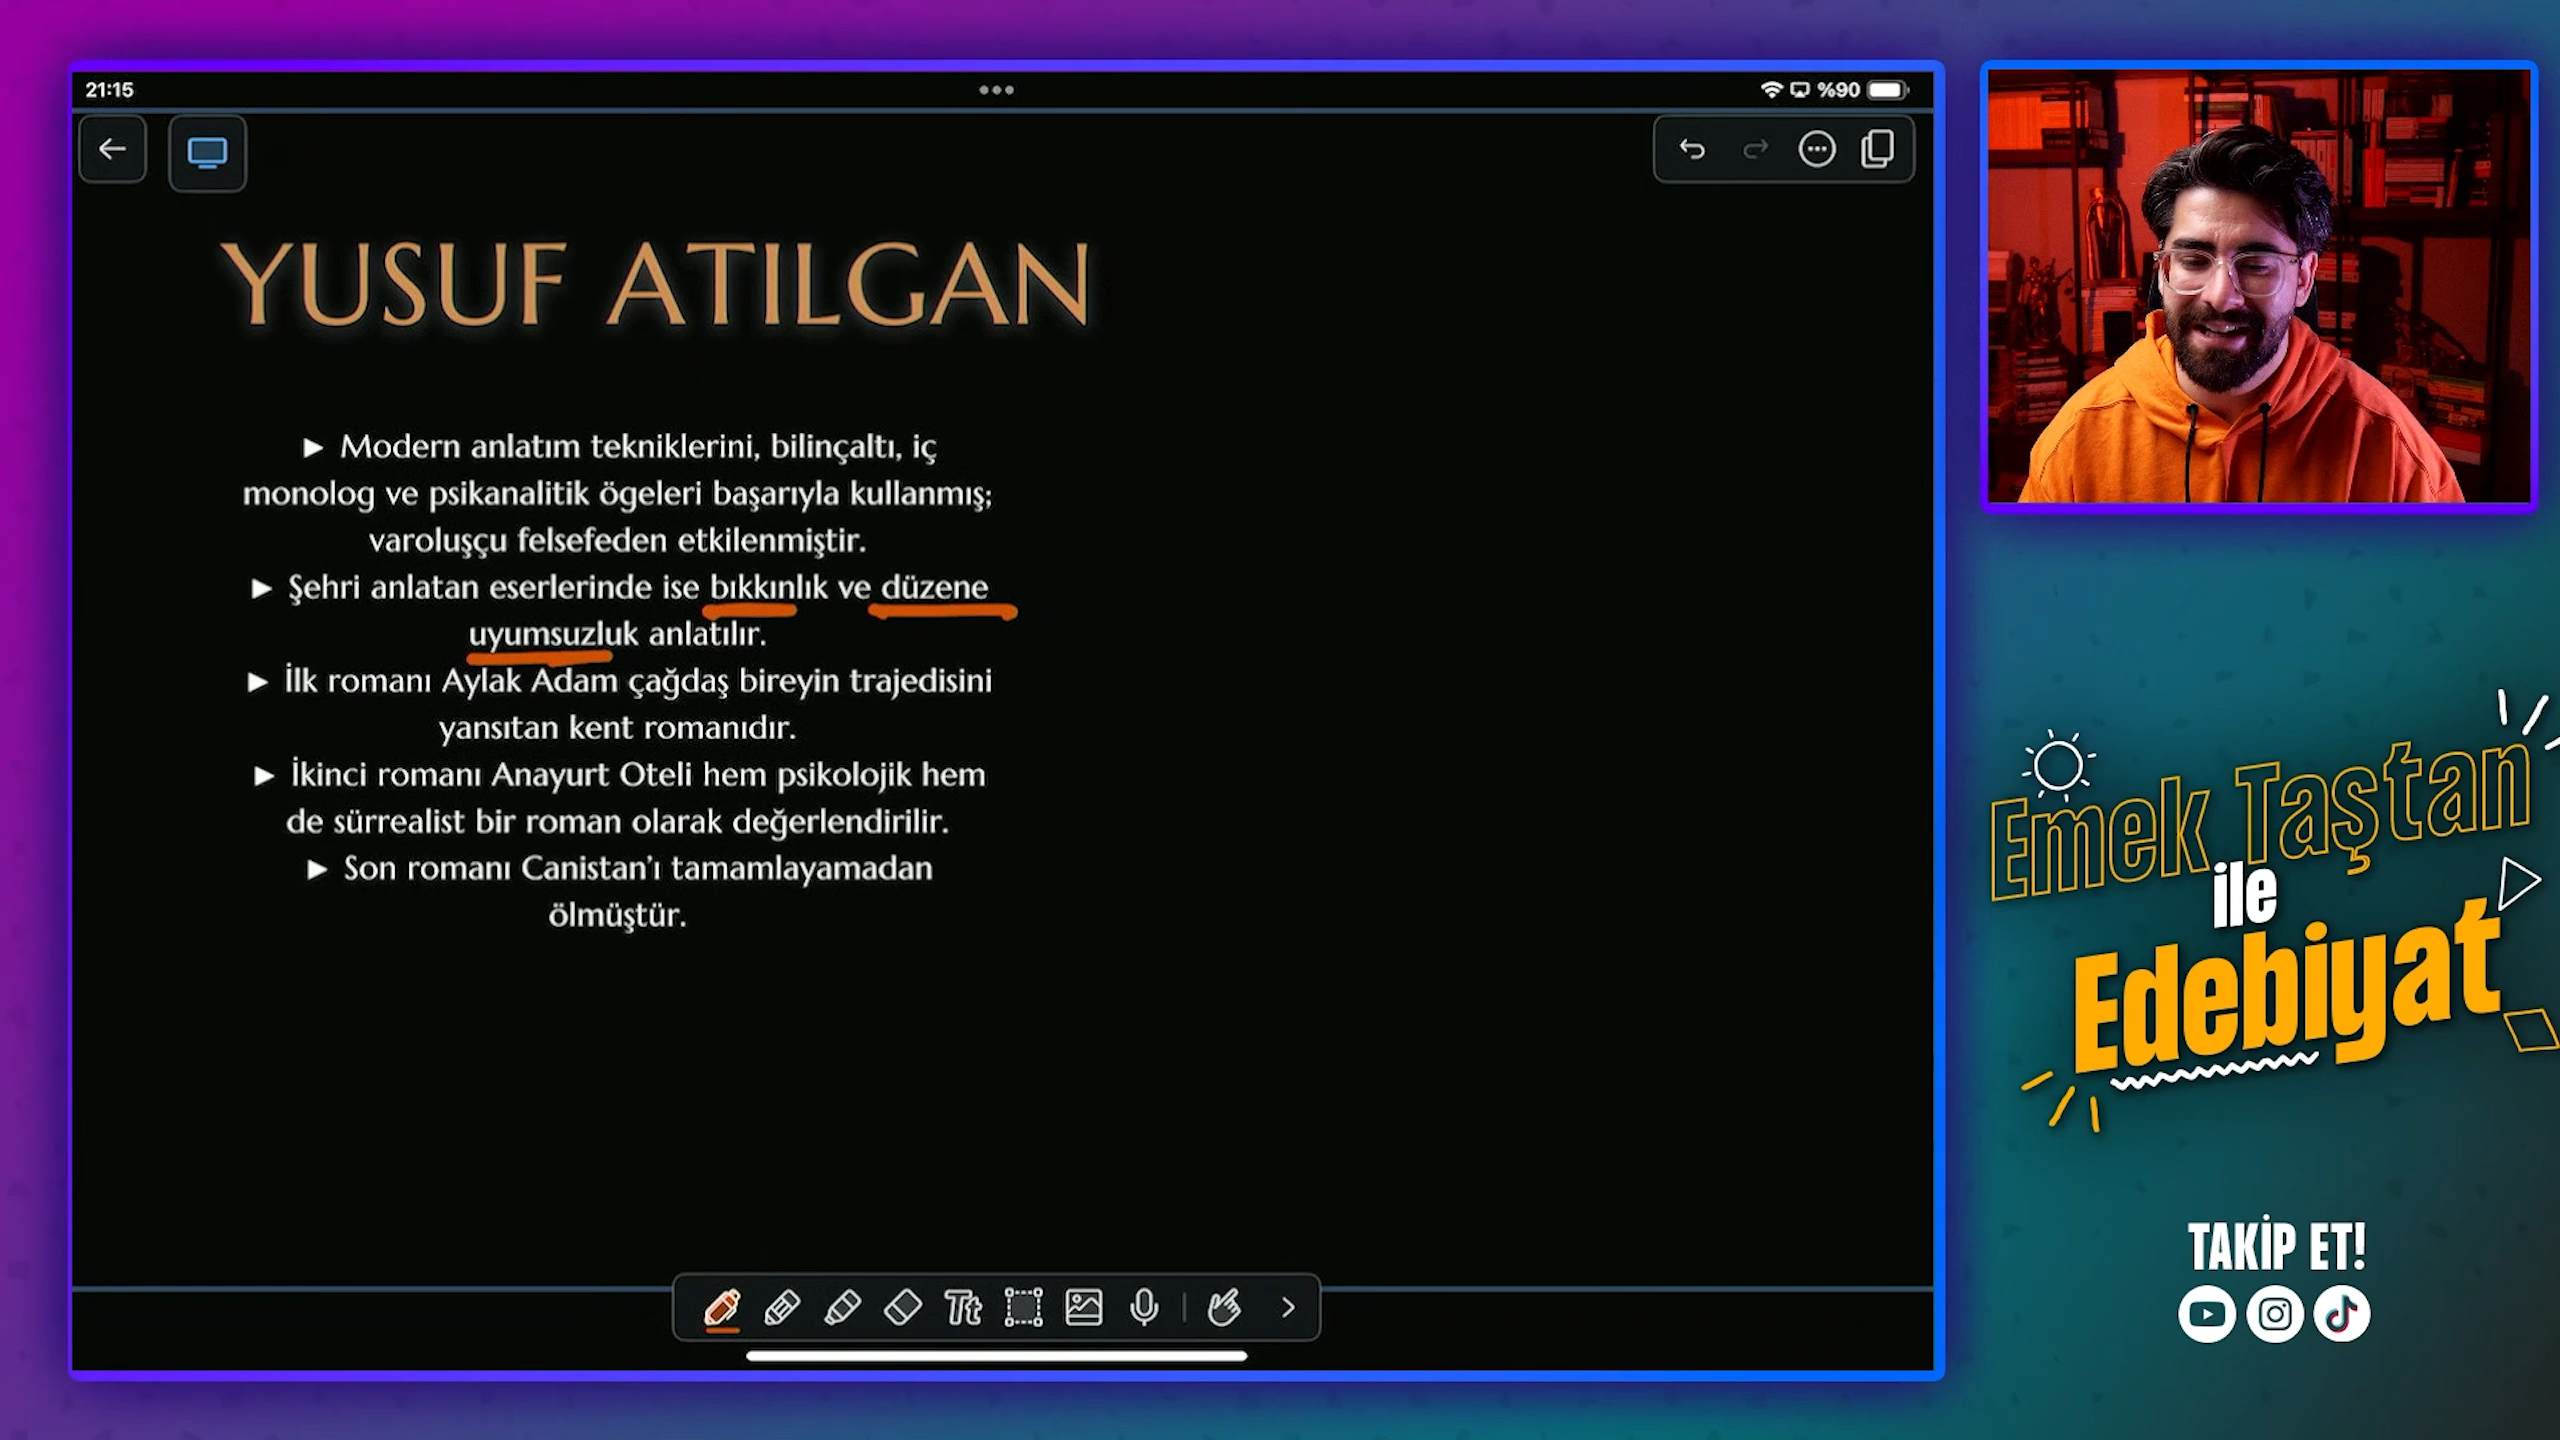 21:15
%90
YUSUF ATILGAN
► Modern anlatım tekniklerini, bilinçaltı, iç
monolog ve psikanalitik ögeleri başarıyla kullanmış;
varoluşçu felsefeden etkilenmiştir.
► Şehri anlatan eserlerinde ise bıkkınlık ve düzene
uyumsuzluk anlatılır.
► İlk romanı Aylak Adam çağdaş bireyin trajedisini
yansıtan kent romanıdır.
► İkinci romanı Anayurt Oteli hem psikolojik hem
de sürrealist bir roman olarak değerlendirilir.
► Son romanı Canistan’ı tamamlayamadan
ölmüştür.
Tt
Emek Taştan
ile
Edebiyat
TAKİP ET!